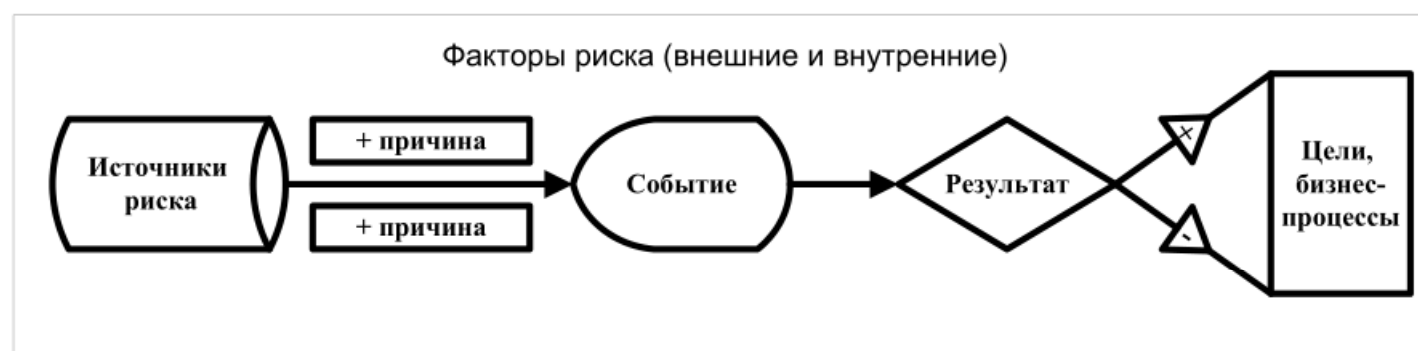 Факторы риска (внешние и внутренние)
Источники
риска
+ причина
+ причина
Событие
Результат
+
-
Цели,
бизнес-
процессы